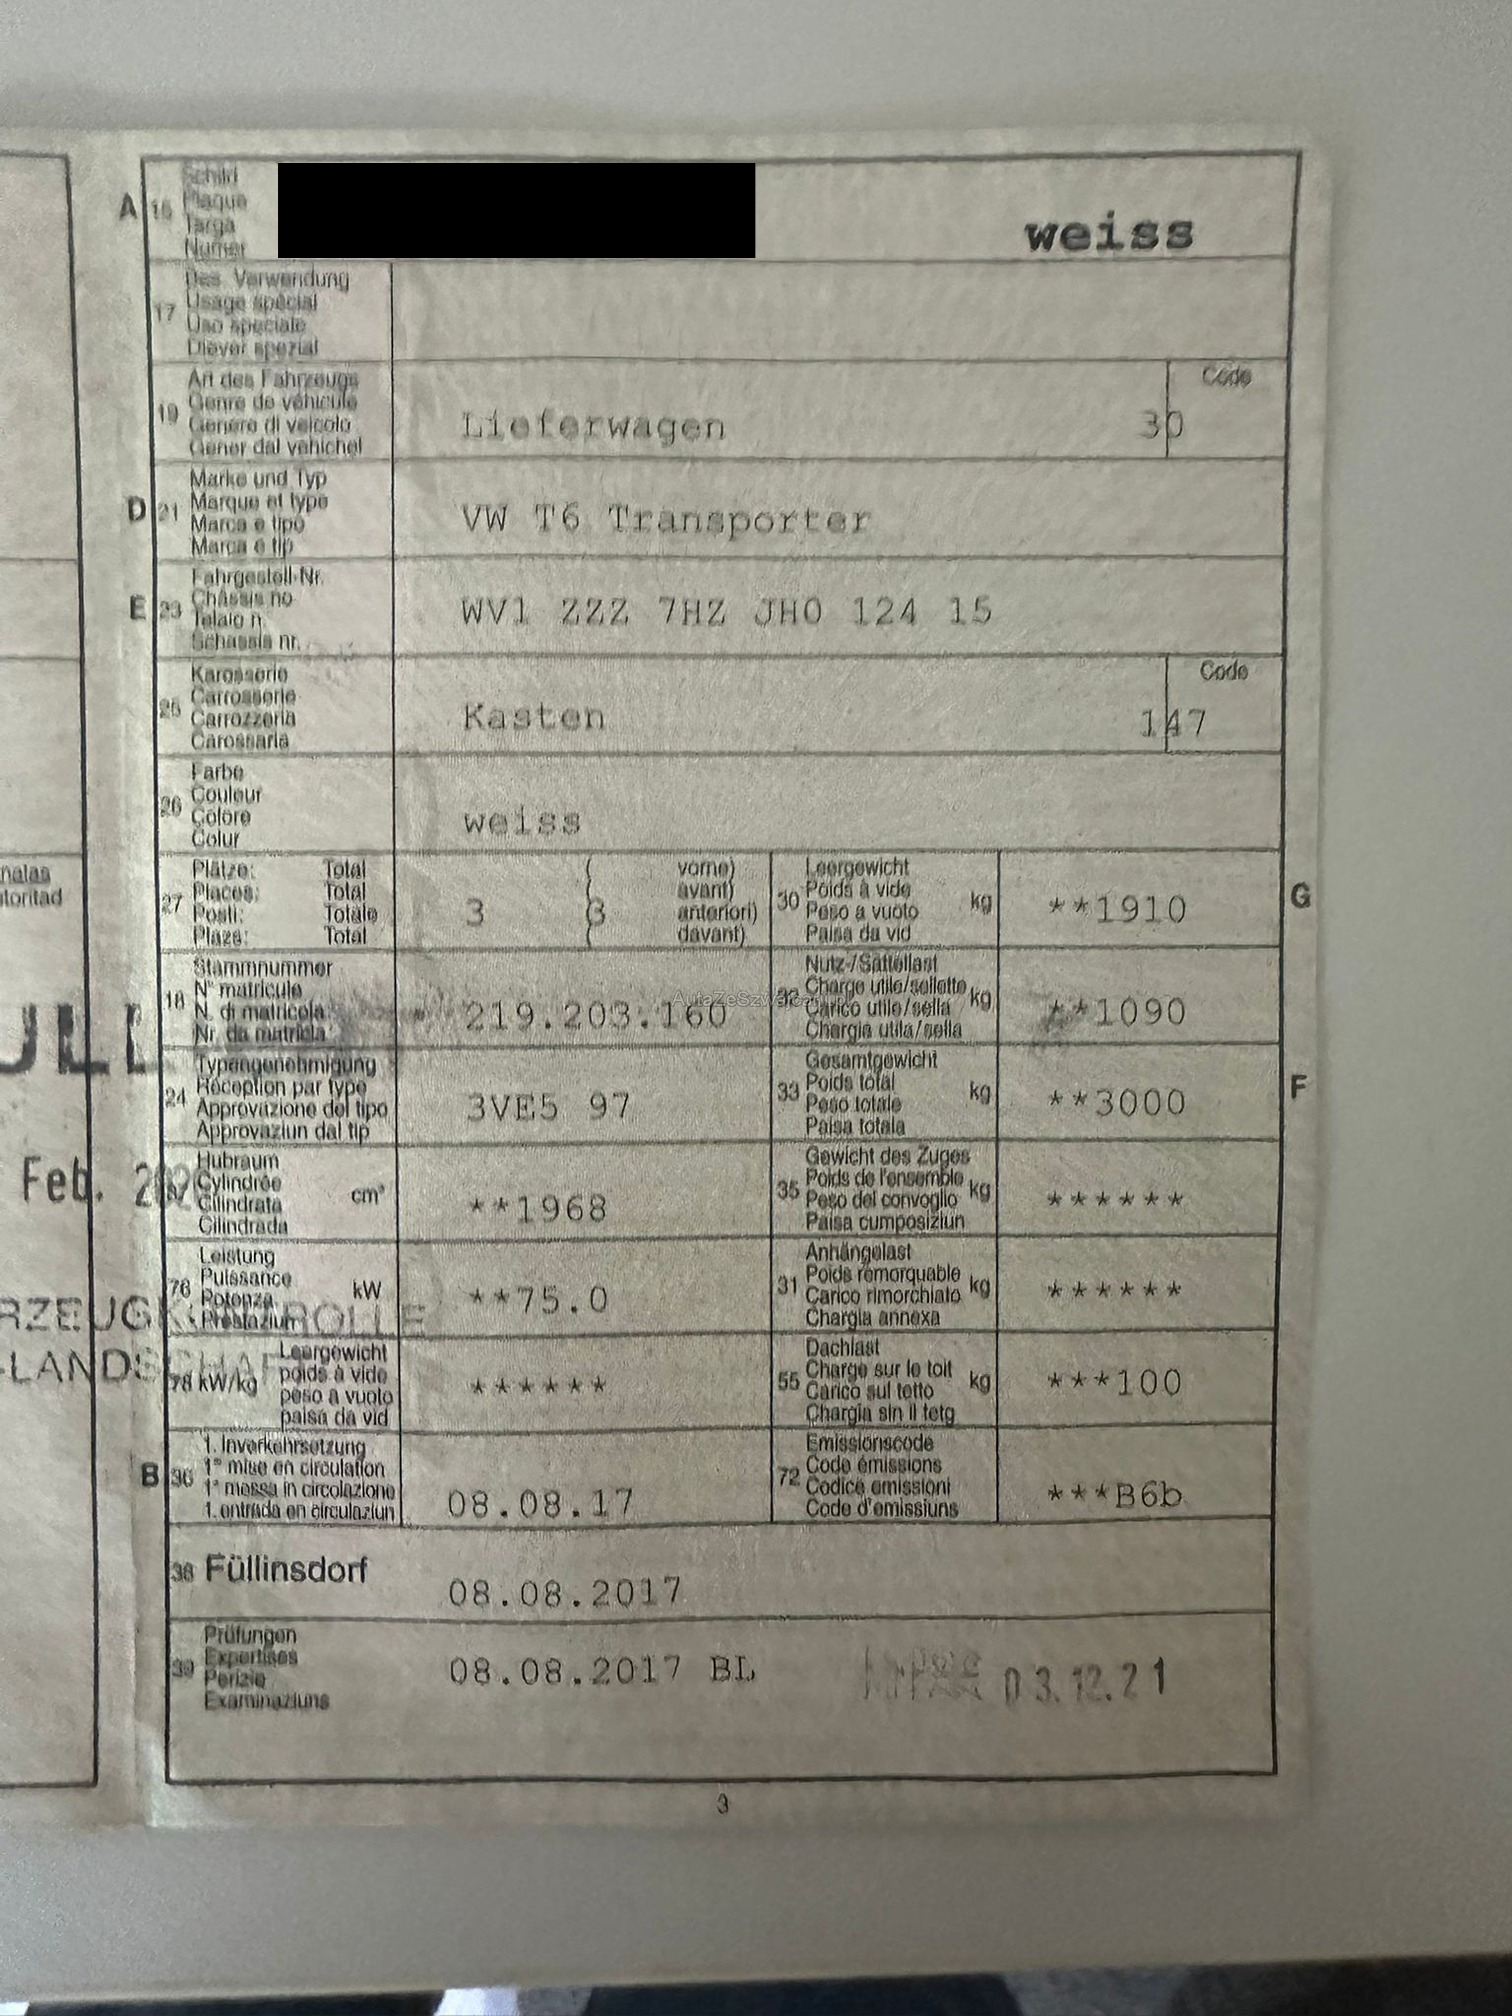 Schild
Plaque
Targa
Numer
A 15
weiss
17
Bes. Verwendung
Usage spécial
Uso speciale
Diever spezial
19
Art des Fahrzeugs
Genre de véhicule
Genere di veicolo
Gener dal vehichel
Lieferwagen
Code
30
D 21
Marke und Typ
Marque et type
Marca e tipo
Marca e tip
VW T6 Transporter
E 23
Fahrgestell-Nr.
Châssis no
Telaio n.
Schassis nr.
WV1 ZZZ 7HZ JH0 124 15
25
Karosserie
Carrosserie
Carrozzeria
Carossaria
Kasten
Code
147
26
Farbe
Couleur
Colore
Colur
weiss
27
Plätze: Total
Places: Total
Posti: Totale
Plazs: Total
3 (3
vorne)
avant)
anteriori)
davant)
30
Leergewicht
Poids à vide
Peso a vuoto
Paisa da vid
kg
**1910
G
18
Stammnummer
N° matricule
N. di matricola
Nr. da matricla
219.203.160
32
Nutz-/Sattellast
Charge utile/sellette
Carico utile/sella
Chargia utila/sella
kg
**1090
24
Typengenehmigung
Réception par type
Approvazione del tipo
Approvaziun dal tip
3VE5 97
33
Gesamtgewicht
Poids total
Peso totale
Paisa totala
kg
**3000
F
Hubraum
Cylindrée
Cilindrata
Cilindrada
cm³
**1968
35
Gewicht des Zuges
Poids de l'ensemble
Peso del convoglio
Paisa cumposiziun
kg
******
76
Leistung
Puissance
Potenza
Prestaziun
kW
**75.0
31
Anhängelast
Poids remorquable
Carico rimorchiato
Chargia annexa
kg
******
78 kW/kg
Leergewicht
poids à vide
peso a vuoto
paisa da vid
******
55
Dachlast
Charge sur le toit
Carico sul tetto
Chargia sin il tetg
kg
***100
B 36
1. Inverkehrsetzung
1re mise en circulation
1a messa in circolazione
1. entrada en circulaziun
08.08.17
72
Emissionscode
Code émissions
Codice emissioni
Code d'emissiuns
***B6b
38 Füllinsdorf
08.08.2017
39
Prüfungen
Expertises
Perizie
Examinaziuns
08.08.2017 BL
03.12.21
3
Feb.